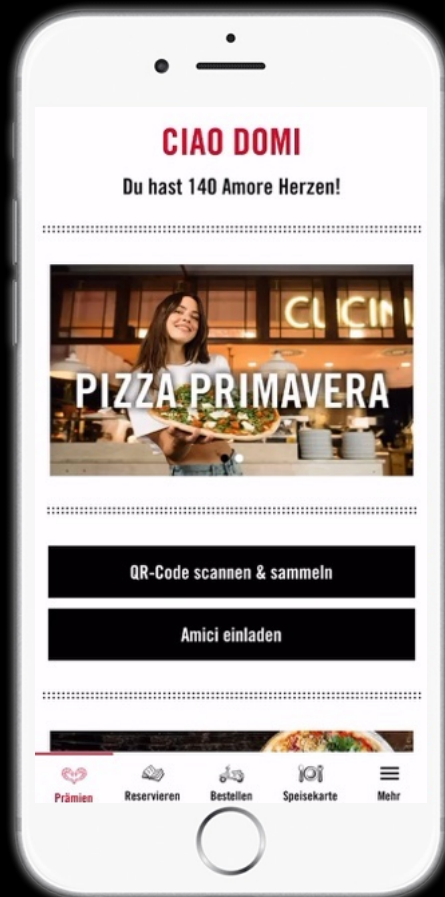 CIAO DOMI
Du hast 140 Amore Herzen!
CUCIN
PIZZA PRIMAVERA
QR-Code scannen & sammeln
Amici einladen
Prämien
Reservieren
Bestellen
Speisekarte
Mehr